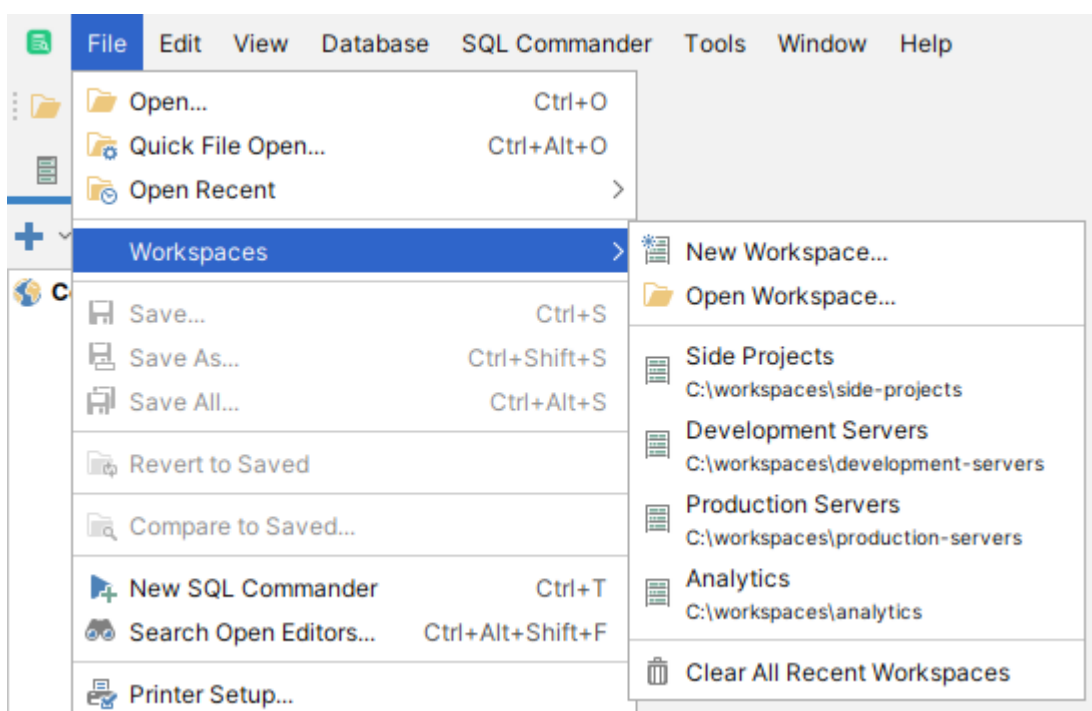 File Edit View Database SQL Commander Tools Window Help
Open... Ctrl+O
Quick File Open... Ctrl+Alt+O
Open Recent
Workspaces
Save... Ctrl+S
Save As... Ctrl+Shift+S
Save All... Ctrl+Alt+S
Revert to Saved
Compare to Saved...
New SQL Commander Ctrl+T
Search Open Editors... Ctrl+Alt+Shift+F
Printer Setup...
New Workspace...
Open Workspace...
Side Projects
C:\workspaces\side-projects
Development Servers
C:\workspaces\development-servers
Production Servers
C:\workspaces\production-servers
Analytics
C:\workspaces\analytics
Clear All Recent Workspaces